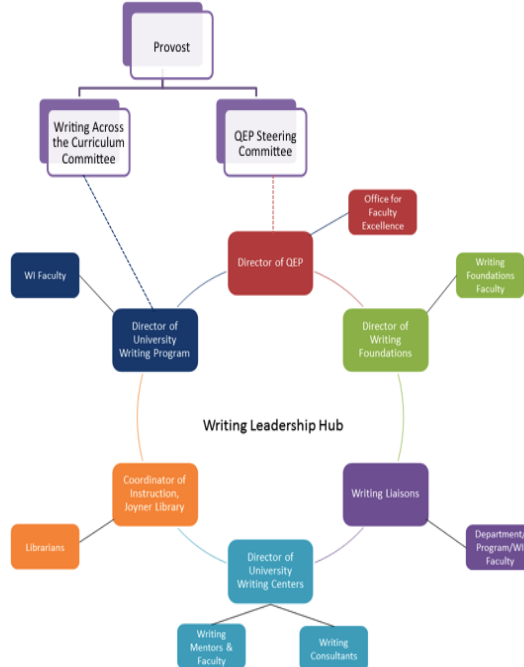 Provost
Writing Across
the Curriculum
Committee
QEP Steering
Committee
Office for
Faculty
Excellence
Director of QEP
WI Faculty
Writing
Foundations
Faculty
Director of
University
Writing Program
Director of
Writing
Foundations
Writing Leadership Hub
Coordinator of
Instruction,
Joyner Library
Writing Liaisons
Librarians
Department/
Program/WI
Faculty
Director of
University
Writing Centers
Writing
Mentors &
Faculty
Writing
Consultants